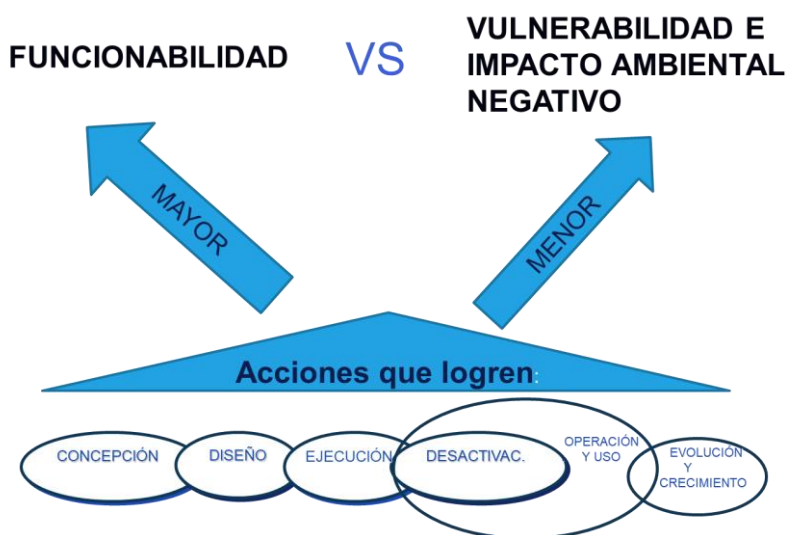 FUNCIONABILIDAD
VS
VULNERABILIDAD E
IMPACTO AMBIENTAL
NEGATIVO
MAYOR
MENOR
Acciones que logren:
CONCEPCIÓN
DISEÑO
EJECUCIÓN
DESACTIVAC.
OPERACIÓN
Y USO
EVOLUCIÓN
Y
CRECIMIENTO